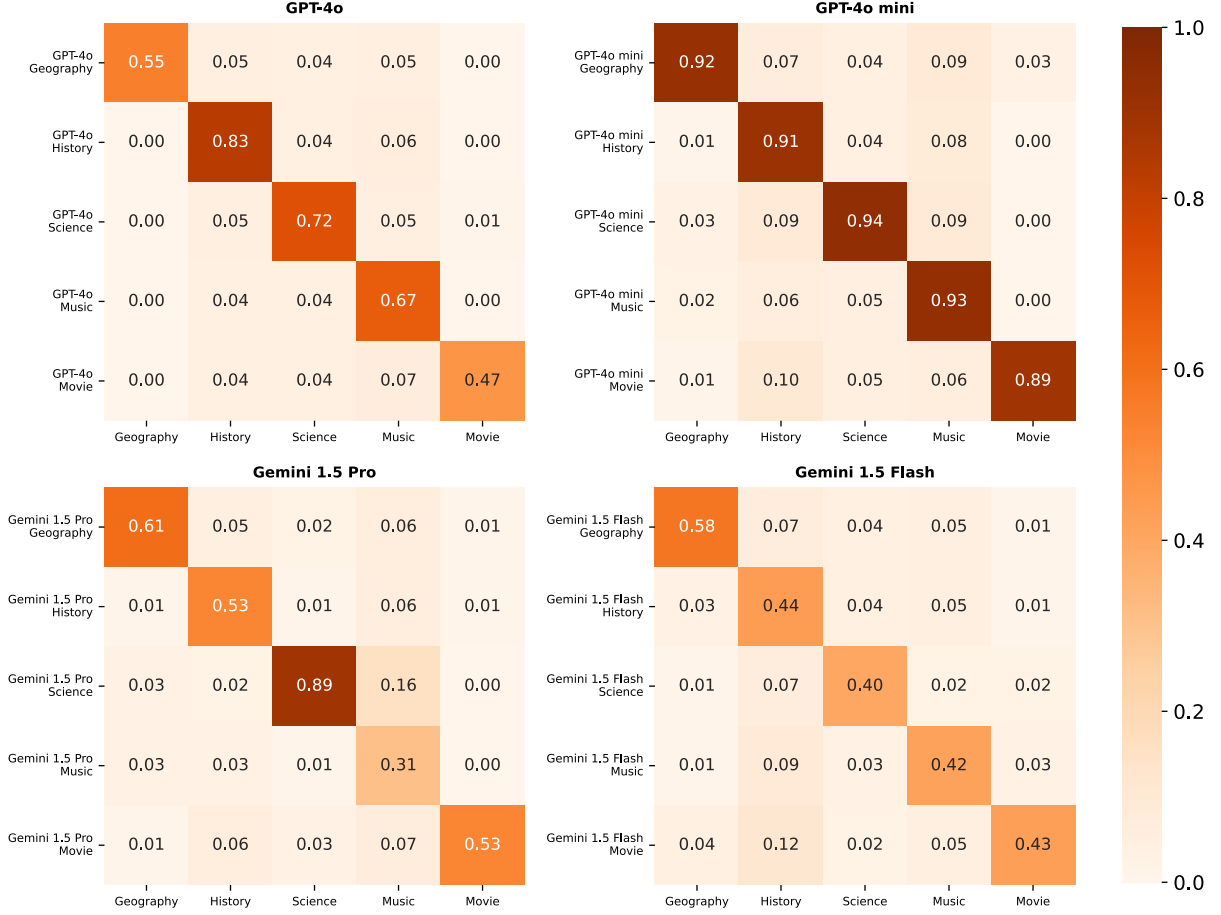 GPT-4o
GPT-4o Geography 0.55 0.05 0.04 0.05 0.00
GPT-4o History 0.00 0.83 0.04 0.06 0.00
GPT-4o Science 0.00 0.05 0.72 0.05 0.01
GPT-4o Music 0.00 0.04 0.04 0.67 0.00
GPT-4o Movie 0.00 0.04 0.04 0.07 0.47
Geography History Science Music Movie
GPT-4o mini
GPT-4o mini Geography 0.92 0.07 0.04 0.09 0.03
GPT-4o mini History 0.01 0.91 0.04 0.08 0.00
GPT-4o mini Science 0.03 0.09 0.94 0.09 0.00
GPT-4o mini Music 0.02 0.06 0.05 0.93 0.00
GPT-4o mini Movie 0.01 0.10 0.05 0.06 0.89
Geography History Science Music Movie
Gemini 1.5 Pro
Gemini 1.5 Pro Geography 0.61 0.05 0.02 0.06 0.01
Gemini 1.5 Pro History 0.01 0.53 0.01 0.06 0.01
Gemini 1.5 Pro Science 0.03 0.02 0.89 0.16 0.00
Gemini 1.5 Pro Music 0.03 0.03 0.01 0.31 0.00
Gemini 1.5 Pro Movie 0.01 0.06 0.03 0.07 0.53
Geography History Science Music Movie
Gemini 1.5 Flash
Gemini 1.5 Flash Geography 0.58 0.07 0.04 0.05 0.01
Gemini 1.5 Flash History 0.03 0.44 0.04 0.05 0.01
Gemini 1.5 Flash Science 0.01 0.07 0.40 0.02 0.02
Gemini 1.5 Flash Music 0.01 0.09 0.03 0.42 0.03
Gemini 1.5 Flash Movie 0.04 0.12 0.02 0.05 0.43
Geography History Science Music Movie
1.0
0.8
0.6
0.4
0.2
0.0